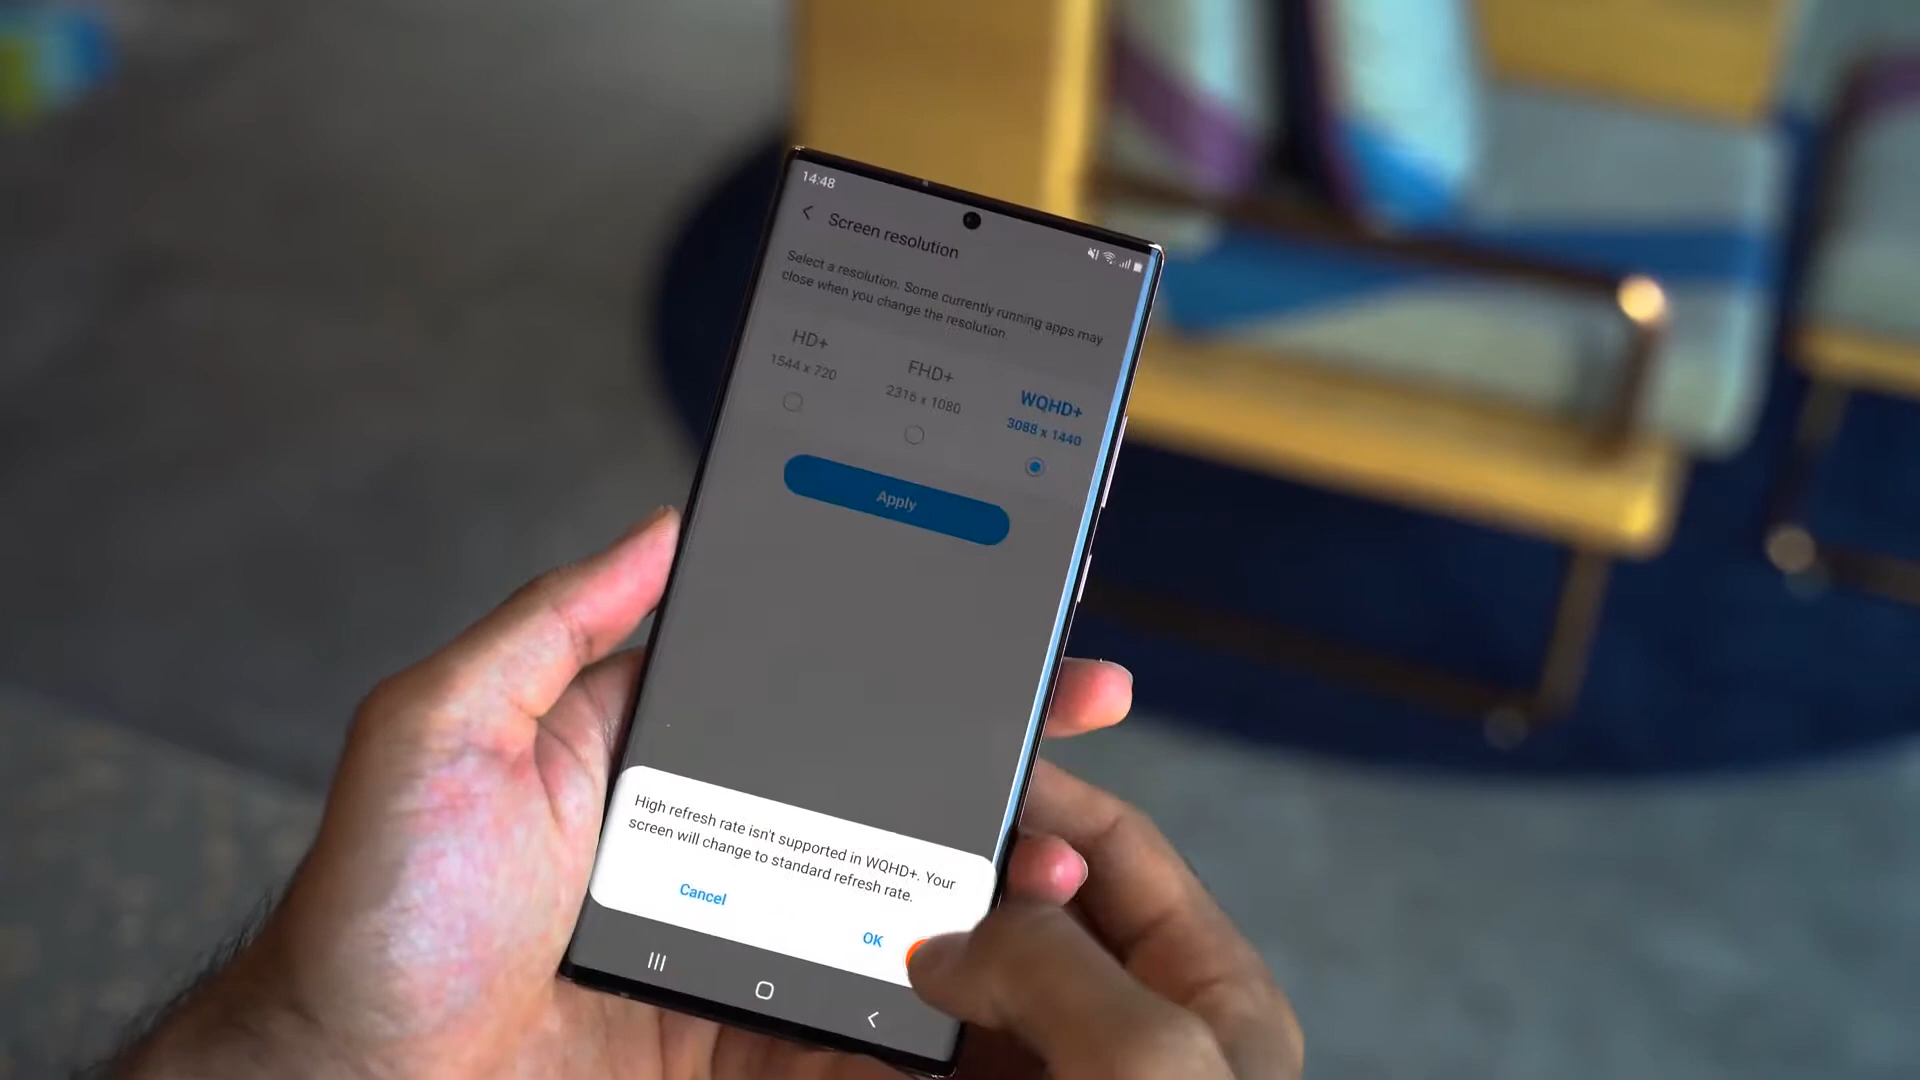 14:48
Screen resolution
Select a resolution. Some currently running apps may
close when you change the resolution.
HD+
1544 x 720
FHD+
2316 x 1080
WQHD+
3088 x 1440
Apply
High refresh rate isn't supported in WQHD+. Your
screen will change to standard refresh rate.
Cancel
OK